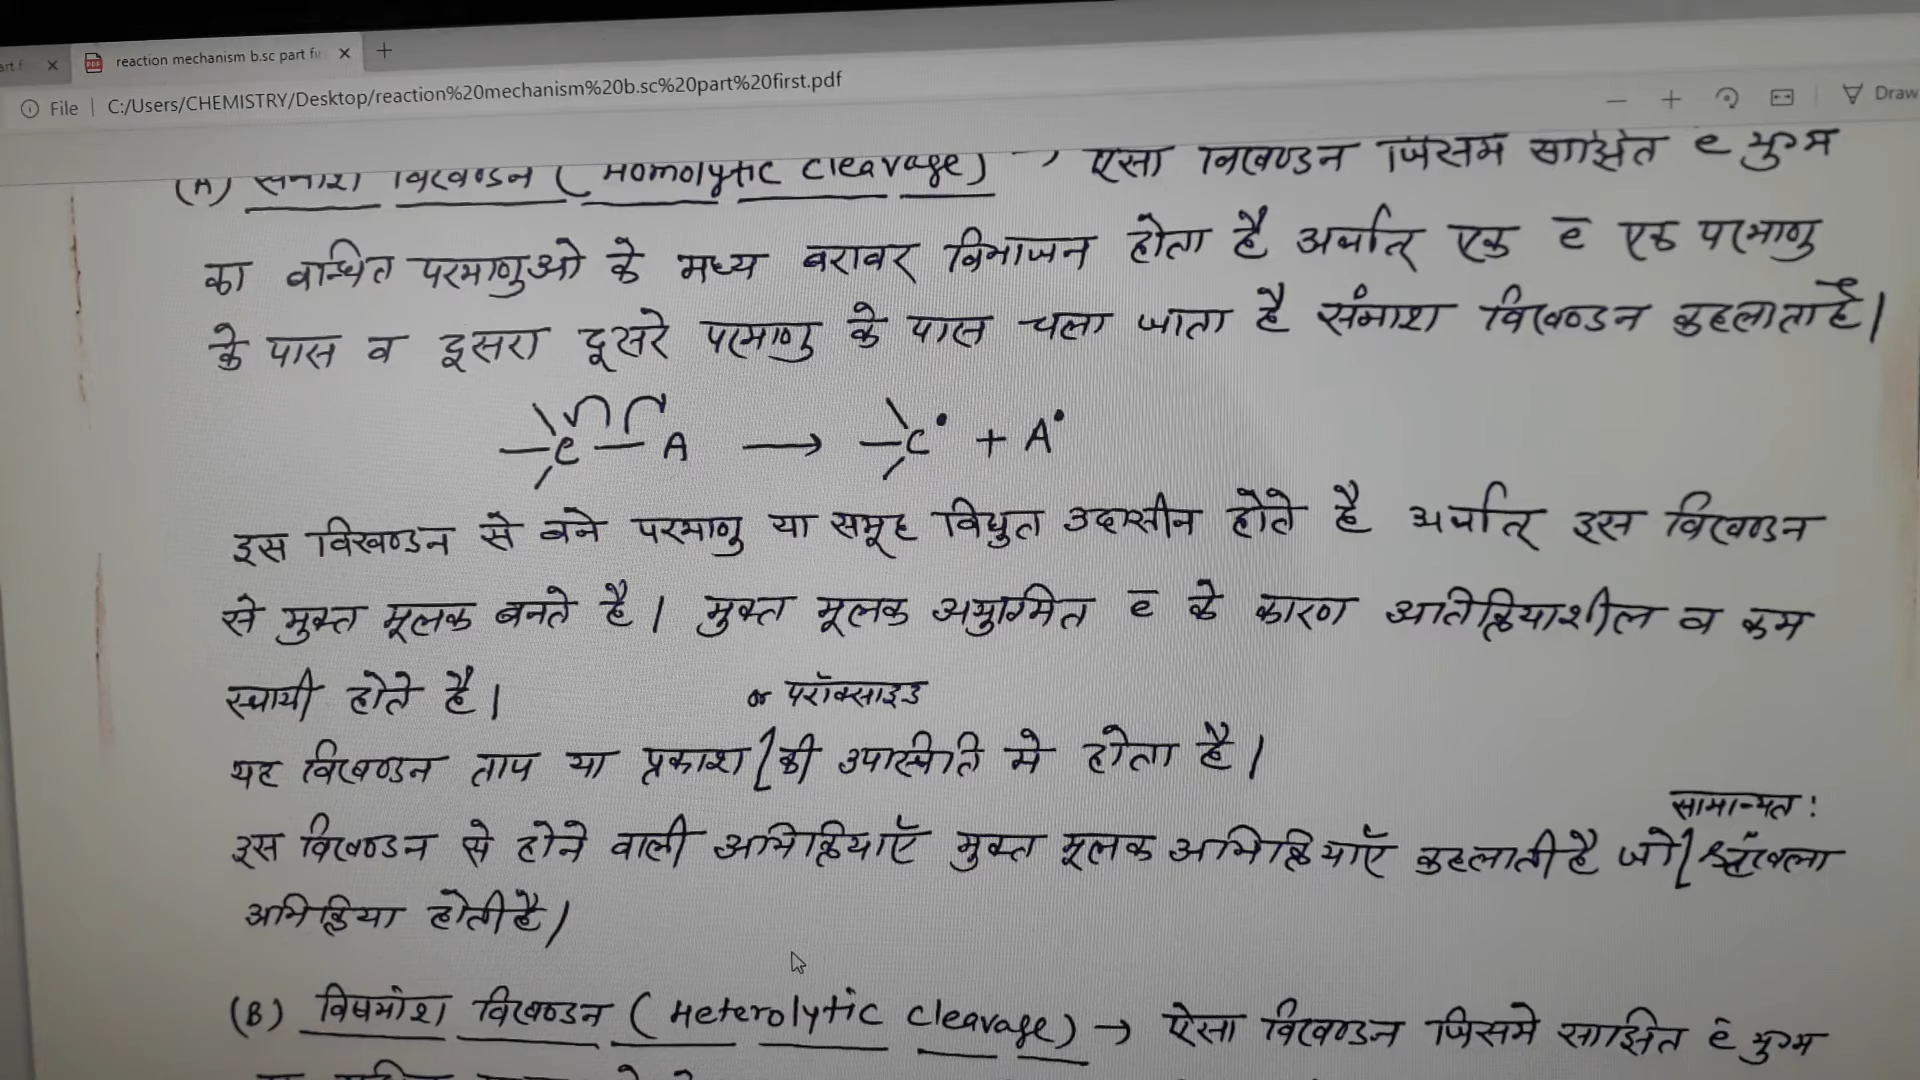 reaction mechanism b.sc part fir
File | C:/Users/CHEMISTRY/Desktop/reaction%20mechanism%20b.sc%20part%20first.pdf
Draw
(A) समांश विखण्डन (Homolytic cleavage) → ऐसा विखण्डन जिसमे साझित e युग्म
का बन्धित परमाणुओ के मध्य बराबर विभाजन होता है अर्थात् एक e एक परमाणु
के पास व दूसरा दूसरे परमाणु के पास चला जाता है संमाश विखण्डन कहलाता है।
C — A → C• + A•
इस विखण्डन से बने परमाणु या समूह विधुत उदासीन होते है अर्थात् इस विखण्डन
से मुक्त मूलक बनते है। मुक्त मूलक अयुग्मित e के कारण अतिक्रियाशील व कम
स्थायी होते है।
or परॉक्साइड
यह विखण्डन ताप या प्रकाश की उपास्थिति मे होता है।
सामान्यत:
इस विखण्डन से होने वाली अभिक्रियाएँ मुक्त मूलक अभिक्रियाएँ कहलाती है जो श्रृंखला
अभिक्रिया होती है।
(B) विषमांश विखण्डन (Heterolytic cleavage) → ऐसा विखण्डन जिसमे साझित e युग्म